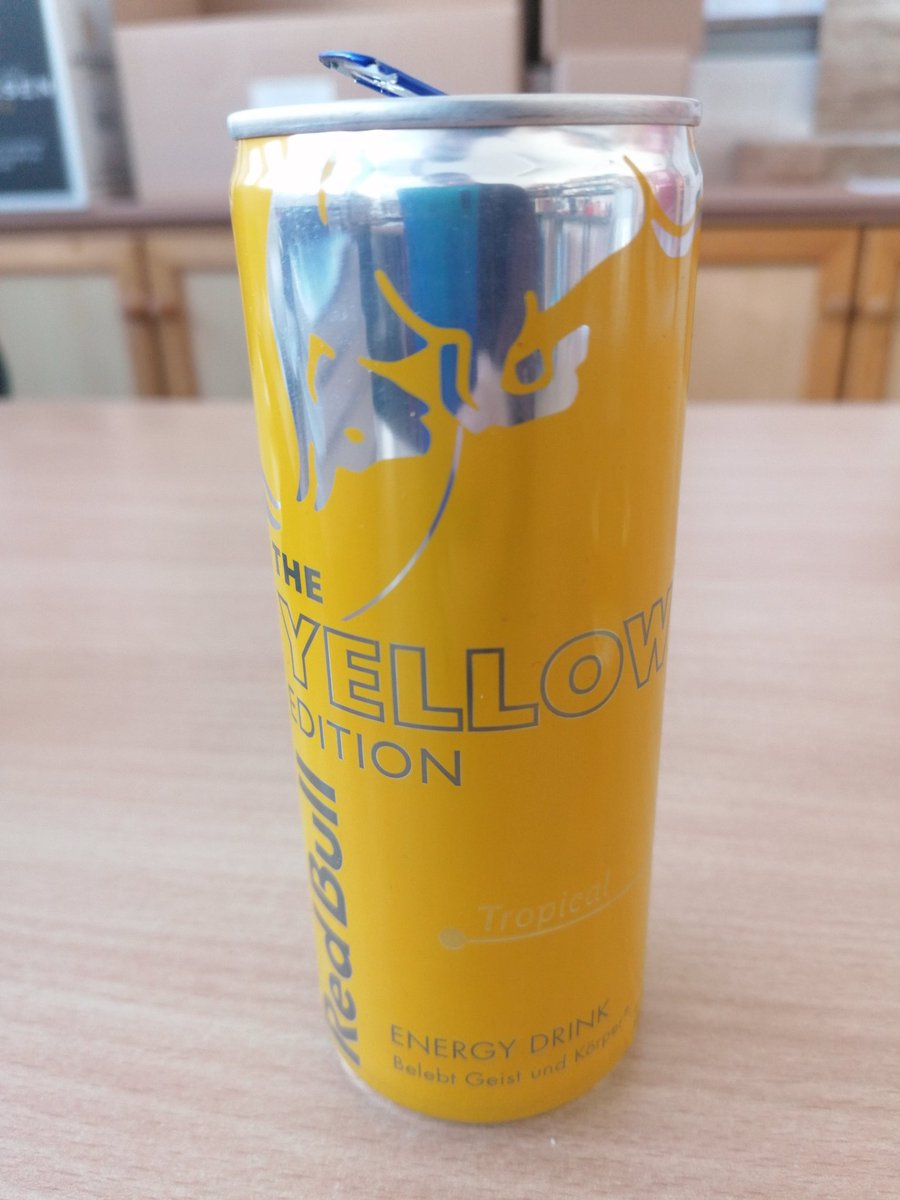 THE
YELLOW
EDITION
Red Bull
Tropical
ENERGY DRINK
Belebt Geist und Körper